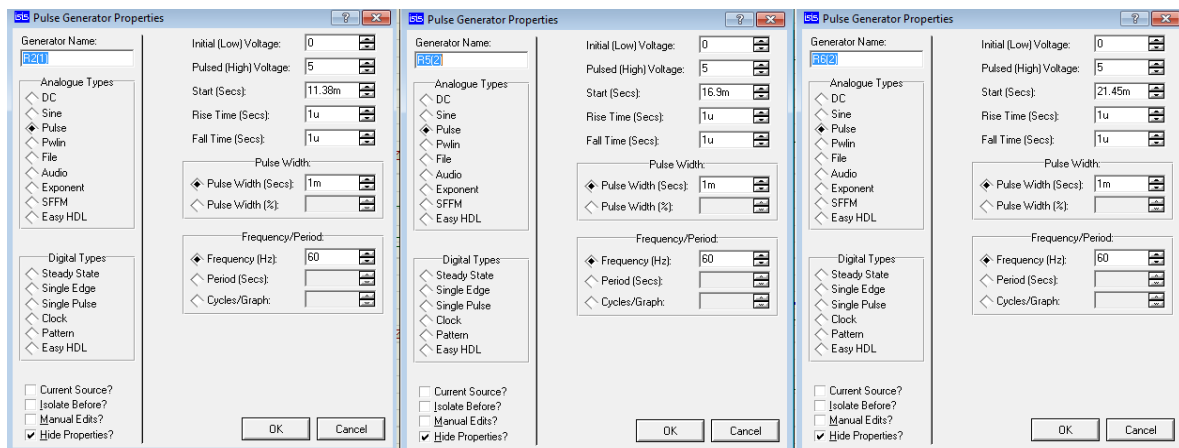 ISIS Pulse Generator Properties
Generator Name:
R2(1)
Analogue Types
DC
Sine
Pulse
Pwlin
File
Audio
Exponent
SFFM
Easy HDL
Digital Types
Steady State
Single Edge
Single Pulse
Clock
Pattern
Easy HDL
Current Source?
Isolate Before?
Manual Edits?
Hide Properties?
Initial (Low) Voltage: 0
Pulsed (High) Voltage: 5
Start (Secs): 11.38m
Rise Time (Secs): 1u
Fall Time (Secs): 1u
Pulse Width:
Pulse Width (Secs): 1m
Pulse Width (%):
Frequency/Period:
Frequency (Hz): 60
Period (Secs):
Cycles/Graph:
OK Cancel
ISIS Pulse Generator Properties
Generator Name:
R5(2)
Analogue Types
DC
Sine
Pulse
Pwlin
File
Audio
Exponent
SFFM
Easy HDL
Digital Types
Steady State
Single Edge
Single Pulse
Clock
Pattern
Easy HDL
Current Source?
Isolate Before?
Manual Edits?
Hide Properties?
Initial (Low) Voltage: 0
Pulsed (High) Voltage: 5
Start (Secs): 16.9m
Rise Time (Secs): 1u
Fall Time (Secs): 1u
Pulse Width:
Pulse Width (Secs): 1m
Pulse Width (%):
Frequency/Period:
Frequency (Hz): 60
Period (Secs):
Cycles/Graph:
OK Cancel
ISIS Pulse Generator Properties
Generator Name:
R6(2)
Analogue Types
DC
Sine
Pulse
Pwlin
File
Audio
Exponent
SFFM
Easy HDL
Digital Types
Steady State
Single Edge
Single Pulse
Clock
Pattern
Easy HDL
Current Source?
Isolate Before?
Manual Edits?
Hide Properties?
Initial (Low) Voltage: 0
Pulsed (High) Voltage: 5
Start (Secs): 21.45m
Rise Time (Secs): 1u
Fall Time (Secs): 1u
Pulse Width:
Pulse Width (Secs): 1m
Pulse Width (%):
Frequency/Period:
Frequency (Hz): 60
Period (Secs):
Cycles/Graph:
OK Cancel